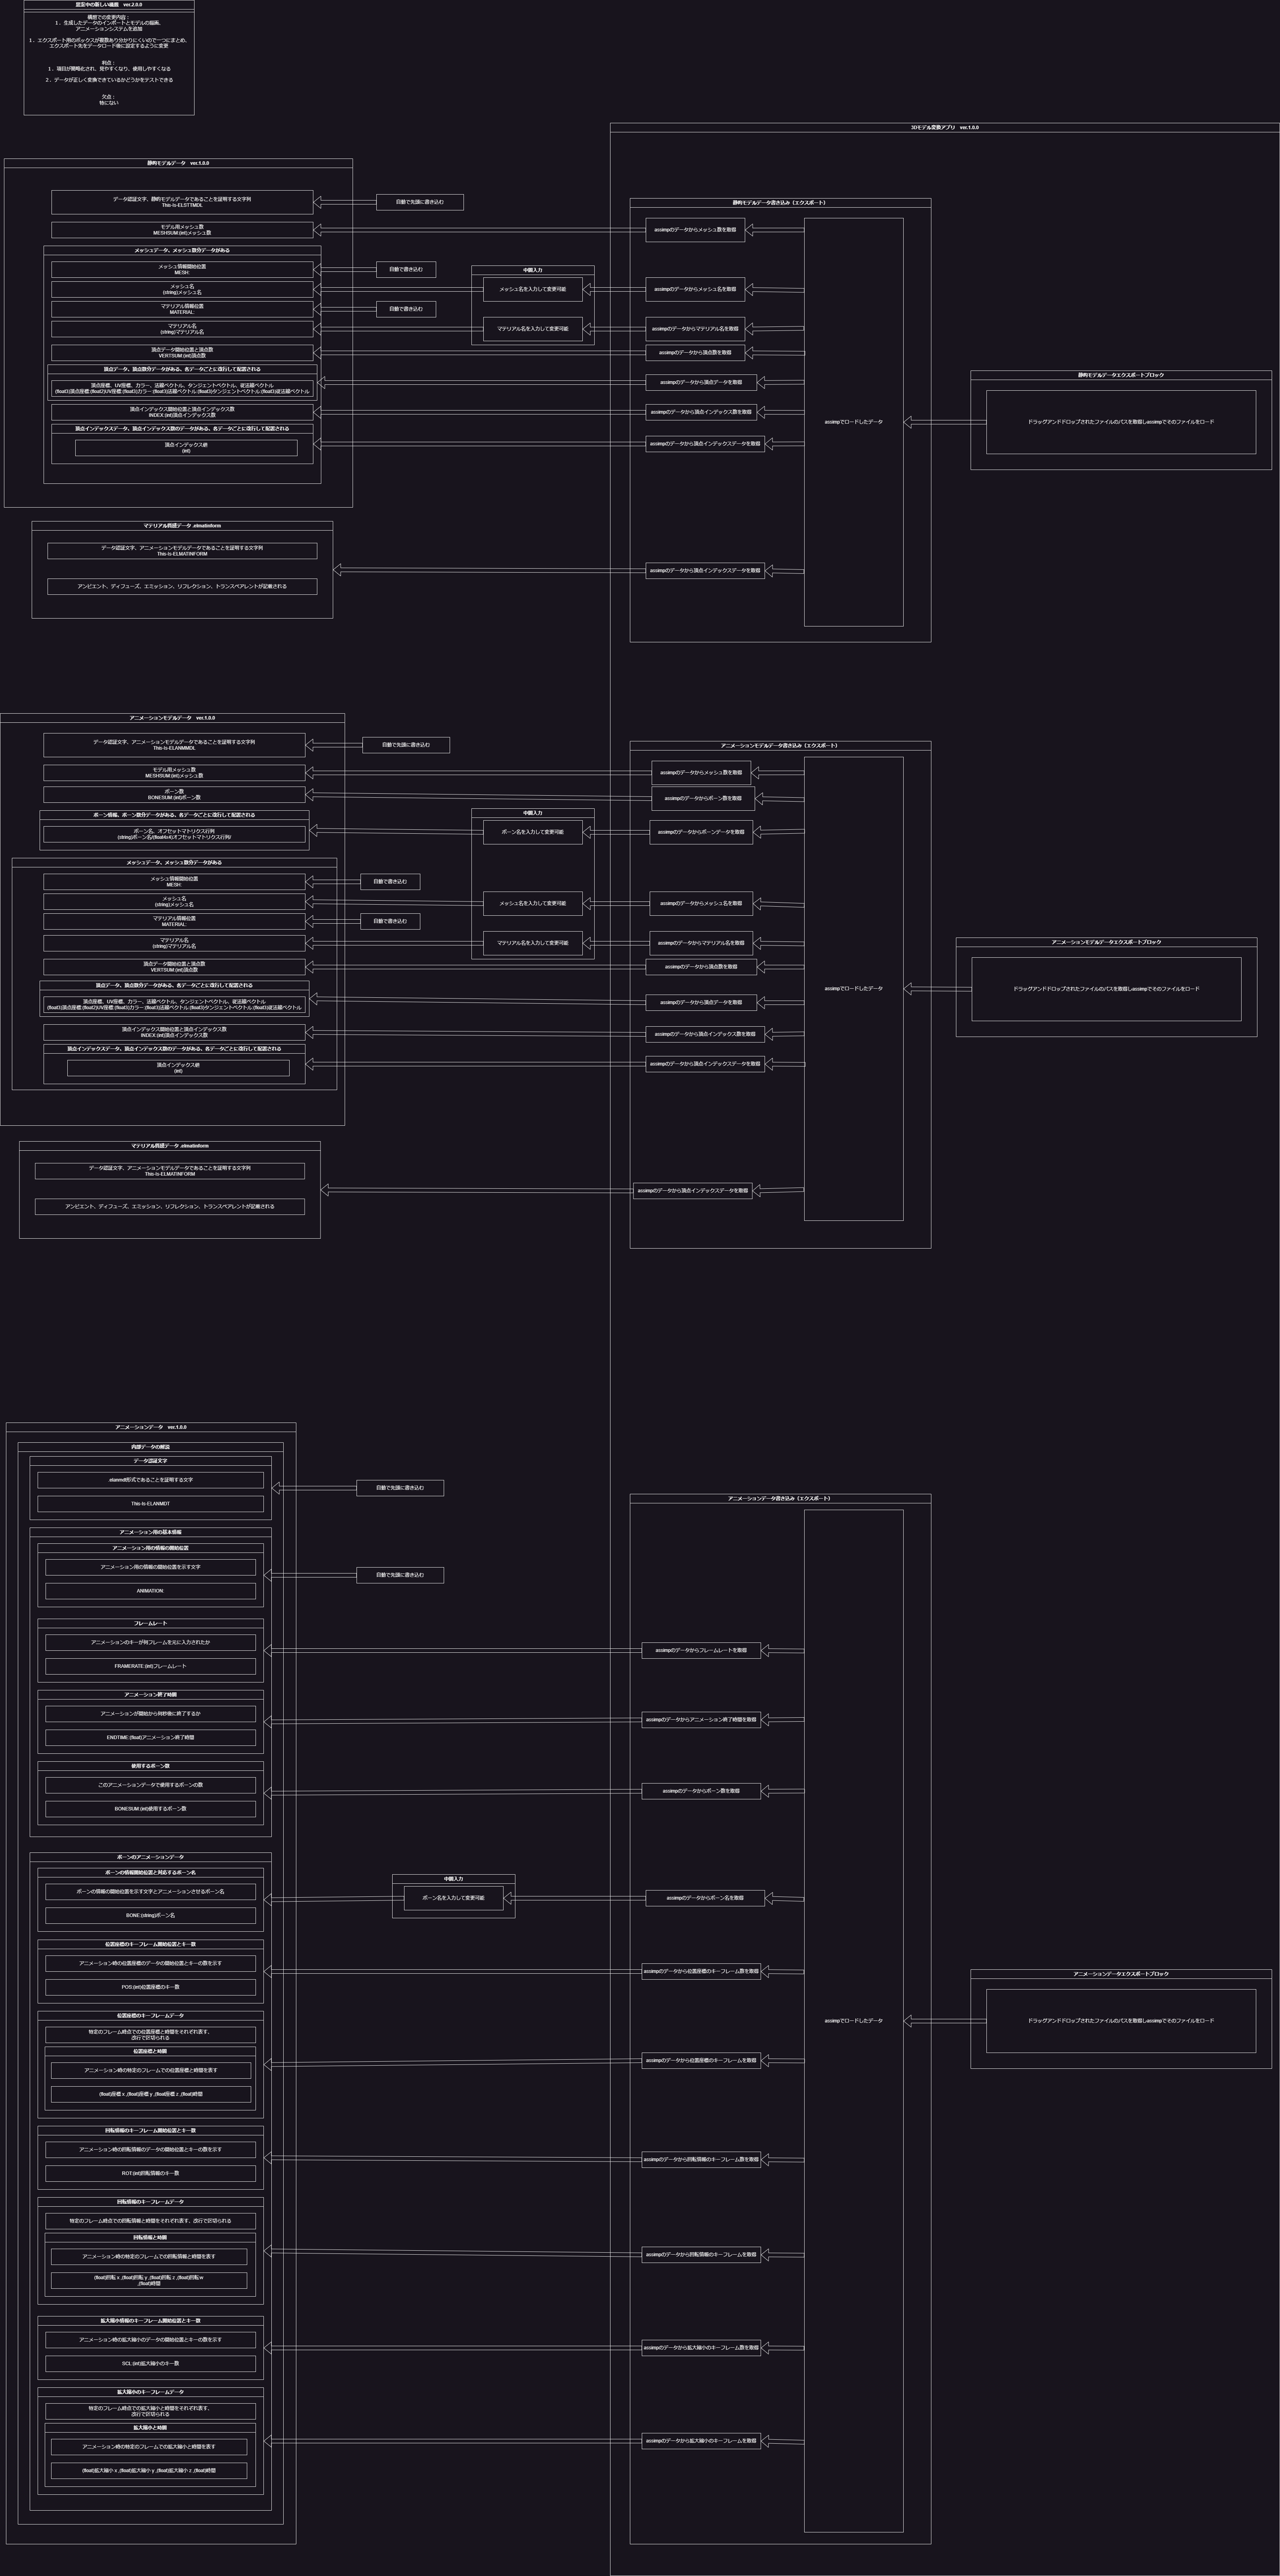 設定中の新しい織画　ver.2.0.0
構想での変更内容：
１．生成したデータのインポートとモデルの描画、
アニメーションシステムを追加
１．エクスポート用のボックスが複数あり分かりにくいので一つにまとめ、
エクスポート先をデータロード後に設定するように変更
利点：
１．項目が簡略化され、見やすくなり、使用しやすくなる
２．データが正しく変換できているかどうかをテストできる
欠点：
特にない
3Dモデル変換アプリ　ver.1.0.0
静的モデルデータ　ver.1.0.0
データ認証文字、静的モデルデータであることを証明する文字列
This-Is-ELSTTMDL
自動で先頭に書き込む
モデル用メッシュ数
MESHSUM:(int)メッシュ数
メッシュデータ、メッシュ数分データがある
メッシュ情報開始位置
MESH:
自動で書き込む
メッシュ名
(string)メッシュ名
マテリアル情報位置
MATERIAL:
自動で書き込む
マテリアル名
(string)マテリアル名
頂点データ開始位置と頂点数
VERTSUM:(int)頂点数
頂点データ、頂点数分データがある、各データごとに改行して配置される
頂点座標、UV座標、カラー、法線ベクトル、タンジェントベクトル、従法線ベクトル
(float3)頂点座標:(float2)UV座標:(float3)カラー:(float3)法線ベクトル:(float3)タンジェントベクトル:(float3)従法線ベクトル
頂点インデックス開始位置と頂点インデックス数
INDEX:(int)頂点インデックス数
頂点インデックスデータ、頂点インデックス数のデータがある、各データごとに改行して配置される
頂点インデックス値
(int)
中間入力
メッシュ名を入力して変更可能
マテリアル名を入力して変更可能
静的モデルデータ書き込み（エクスポート）
assimpのデータからメッシュ数を取得
assimpのデータからメッシュ名を取得
assimpのデータからマテリアル名を取得
assimpのデータから頂点数を取得
assimpのデータから頂点データを取得
assimpのデータから頂点インデックス数を取得
assimpのデータから頂点インデックスデータを取得
assimpのデータから頂点インデックスデータを取得
assimpでロードしたデータ
静的モデルデータエクスポートブロック
ドラッグアンドドロップされたファイルのパスを取得しassimpでそのファイルをロード
マテリアル質感データ .elmatinform
データ認証文字、アニメーションモデルデータであることを証明する文字列
This-Is-ELMATINFORM
アンビエント、ディフューズ、エミッション、リフレクション、トランスペアレントが記載される
アニメーションモデルデータ　ver.1.0.0
データ認証文字、アニメーションモデルデータであることを証明する文字列
This-Is-ELANMMDL
自動で先頭に書き込む
モデル用メッシュ数
MESHSUM:(int)メッシュ数
ボーン数
BONESUM:(int)ボーン数
ボーン情報、ボーン数分データがある、各データごとに改行して配置される
ボーン名、オフセットマトリクス行列
(string)ボーン名/(float4x4)オフセットマトリクス行列/
メッシュデータ、メッシュ数分データがある
メッシュ情報開始位置
MESH:
自動で書き込む
メッシュ名
(string)メッシュ名
マテリアル情報位置
MATERIAL:
自動で書き込む
マテリアル名
(string)マテリアル名
頂点データ開始位置と頂点数
VERTSUM:(int)頂点数
頂点データ、頂点数分データがある、各データごとに改行して配置される
頂点座標、UV座標、カラー、法線ベクトル、タンジェントベクトル、従法線ベクトル
(float3)頂点座標:(float2)UV座標:(float3)カラー:(float3)法線ベクトル:(float3)タンジェントベクトル:(float3)従法線ベクトル
頂点インデックス開始位置と頂点インデックス数
INDEX:(int)頂点インデックス数
頂点インデックスデータ、頂点インデックス数のデータがある、各データごとに改行して配置される
頂点インデックス値
(int)
中間入力
ボーン名を入力して変更可能
メッシュ名を入力して変更可能
マテリアル名を入力して変更可能
アニメーションモデルデータ書き込み（エクスポート）
assimpのデータからメッシュ数を取得
assimpのデータからボーン数を取得
assimpのデータからボーンデータを取得
assimpのデータからメッシュ名を取得
assimpのデータからマテリアル名を取得
assimpのデータから頂点数を取得
assimpのデータから頂点データを取得
assimpのデータから頂点インデックス数を取得
assimpのデータから頂点インデックスデータを取得
assimpのデータから頂点インデックスデータを取得
assimpでロードしたデータ
アニメーションモデルデータエクスポートブロック
ドラッグアンドドロップされたファイルのパスを取得しassimpでそのファイルをロード
マテリアル質感データ .elmatinform
データ認証文字、アニメーションモデルデータであることを証明する文字列
This-Is-ELMATINFORM
アンビエント、ディフューズ、エミッション、リフレクション、トランスペアレントが記載される
アニメーションデータ　ver.1.0.0
内部データの解説
データ認証文字
.elanmdt形式であることを証明する文字
This-Is-ELANMDT
自動で先頭に書き込む
アニメーション用の基本情報
アニメーション用の情報の開始位置
アニメーション用の情報の開始位置を示す文字
ANIMATION:
自動で先頭に書き込む
フレームレート
アニメーションのキーが何フレームを元に入力されたか
FRAMERATE:(int)フレームレート
アニメーション終了時間
アニメーションが開始から何秒後に終了するか
ENDTIME:(float)アニメーション終了時間
使用するボーン数
このアニメーションデータで使用するボーンの数
BONESUM:(int)使用するボーン数
ボーンのアニメーションデータ
ボーンの情報開始位置と対応するボーン名
ボーンの情報の開始位置を示す文字とアニメーションさせるボーン名
BONE:(string)ボーン名
中間入力
ボーン名を入力して変更可能
位置座標のキーフレーム開始位置とキー数
アニメーション時の位置座標のデータの開始位置とキーの数を示す
POS:(int)位置座標のキー数
位置座標のキーフレームデータ
特定のフレーム時点での位置座標と時間をそれぞれ表す、
改行で区切られる
位置座標と時間
アニメーション時の特定のフレームでの位置座標と時間を表す
(float)座標 x ,(float)座標 y ,(float座標 z ,(float)時間
回転情報のキーフレーム開始位置とキー数
アニメーション時の回転情報のデータの開始位置とキーの数を示す
ROT:(int)回転情報のキー数
回転情報のキーフレームデータ
特定のフレーム時点での回転情報と時間をそれぞれ表す、改行で区切られる
回転情報と時間
アニメーション時の特定のフレームでの回転情報と時間を表す
(float)回転 x ,(float)回転 y ,(float)回転 z ,(float)回転 w
,(float)時間
拡大縮小情報のキーフレーム開始位置とキー数
アニメーション時の拡大縮小のデータの開始位置とキーの数を示す
SCL:(int)拡大縮小のキー数
拡大縮小のキーフレームデータ
特定のフレーム時点での拡大縮小と時間をそれぞれ表す、
改行で区切られる
拡大縮小と時間
アニメーション時の特定のフレームでの拡大縮小と時間を表す
(float)拡大縮小 x ,(float)拡大縮小 y ,(float)拡大縮小 z ,(float)時間
アニメーションデータ書き込み（エクスポート）
assimpのデータからフレームレートを取得
assimpのデータからアニメーション終了時間を取得
assimpのデータからボーン数を取得
assimpのデータからボーン名を取得
assimpのデータから位置座標のキーフレーム数を取得
assimpのデータから位置座標のキーフレームを取得
assimpのデータから回転情報のキーフレーム数を取得
assimpのデータから回転情報のキーフレームを取得
assimpのデータから拡大縮小のキーフレーム数を取得
assimpのデータから拡大縮小のキーフレームを取得
assimpでロードしたデータ
アニメーションデータエクスポートブロック
ドラッグアンドドロップされたファイルのパスを取得しassimpでそのファイルをロード